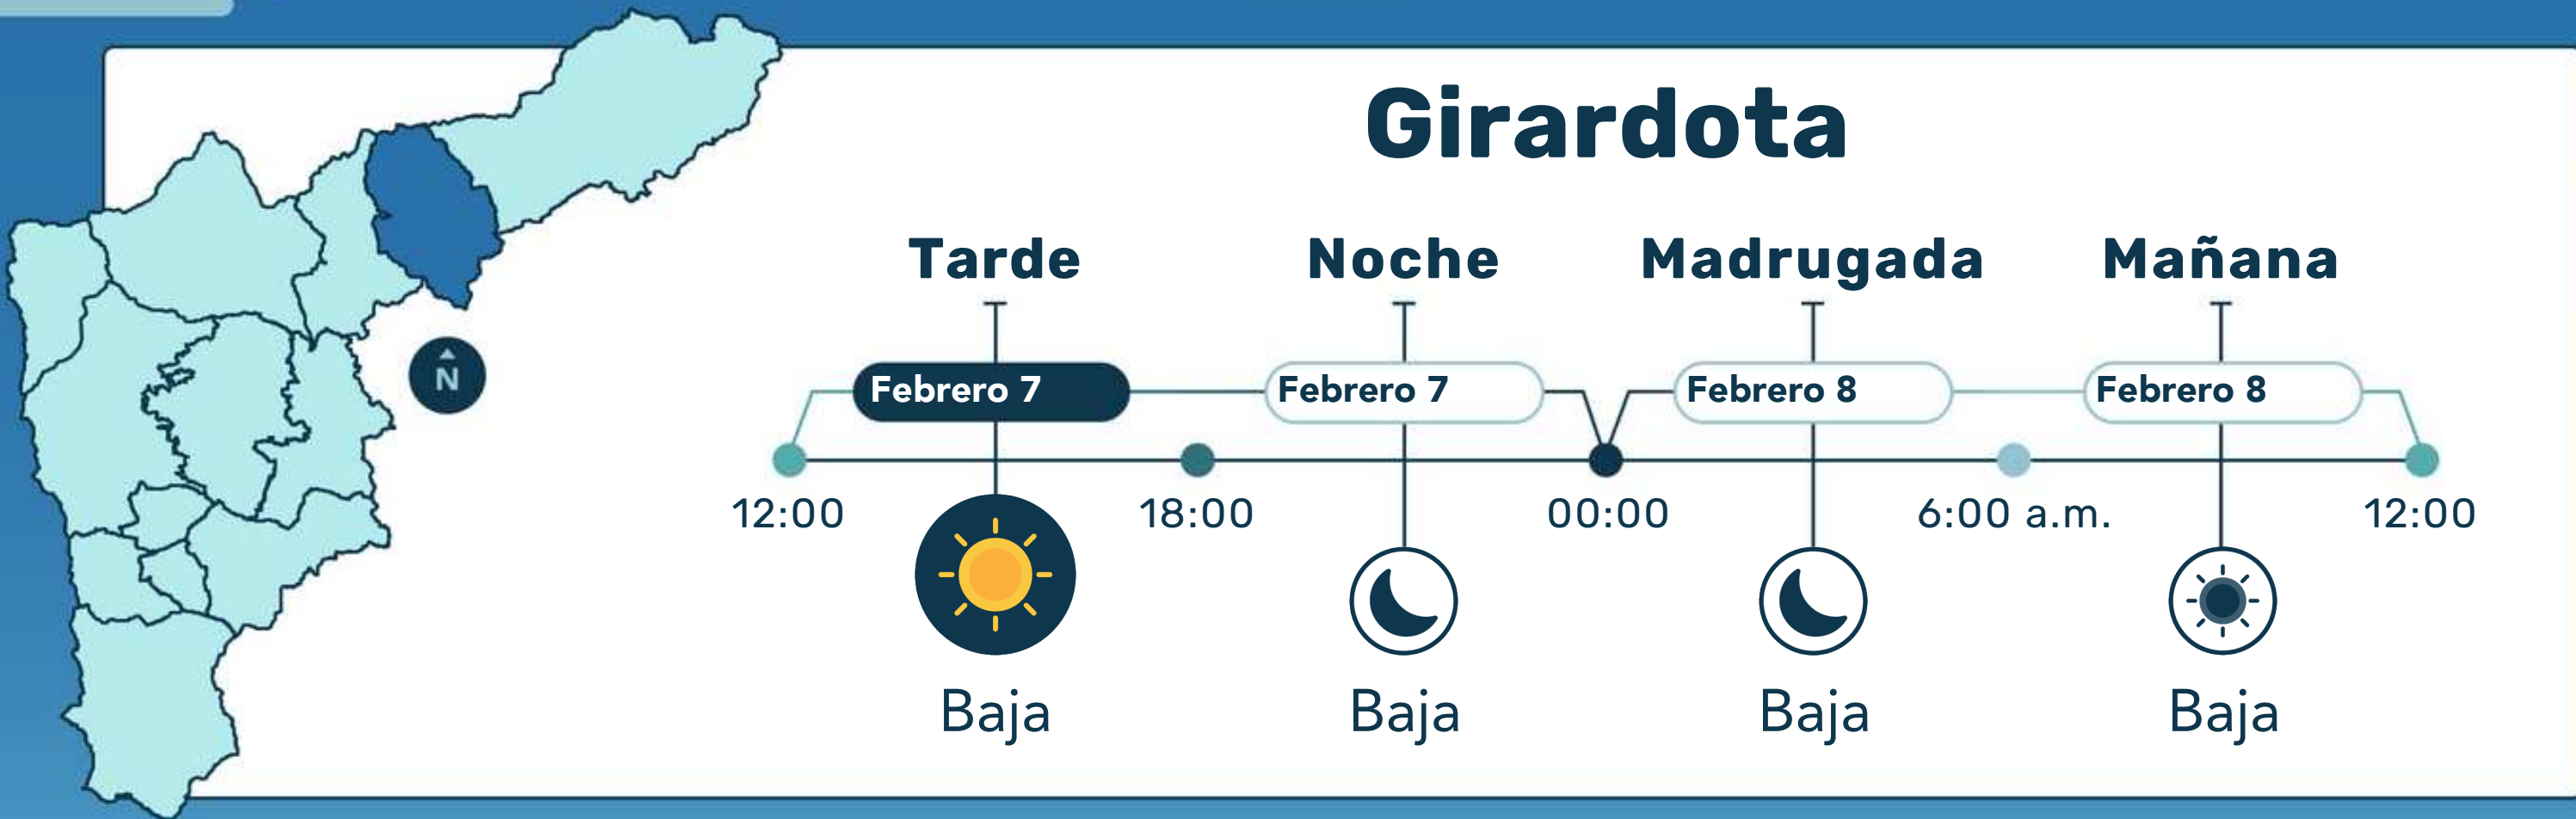 Girardota
Tarde Noche Madrugada Mañana
Febrero 7 Febrero 7 Febrero 8 Febrero 8
N
12:00 18:00 00:00 6:00 a.m. 12:00
Baja Baja Baja Baja